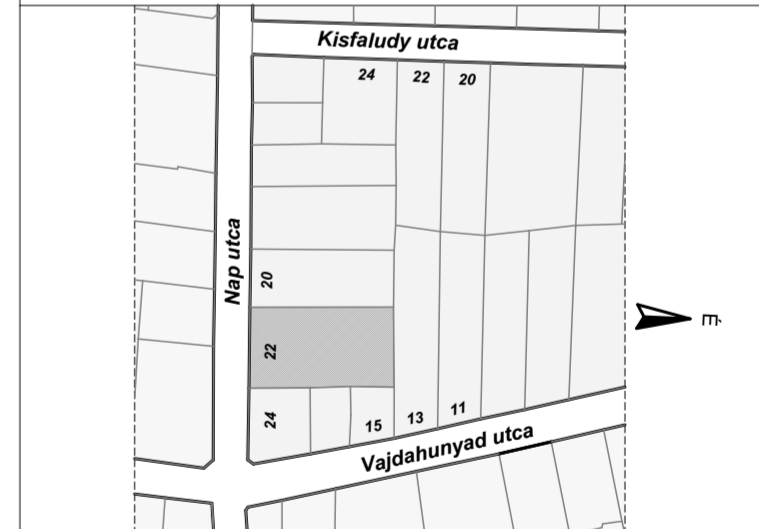 Kisfaludy utca
24 22 20
Nap utca
20
22
24
15 13 11
Vajdahunyad utca
É